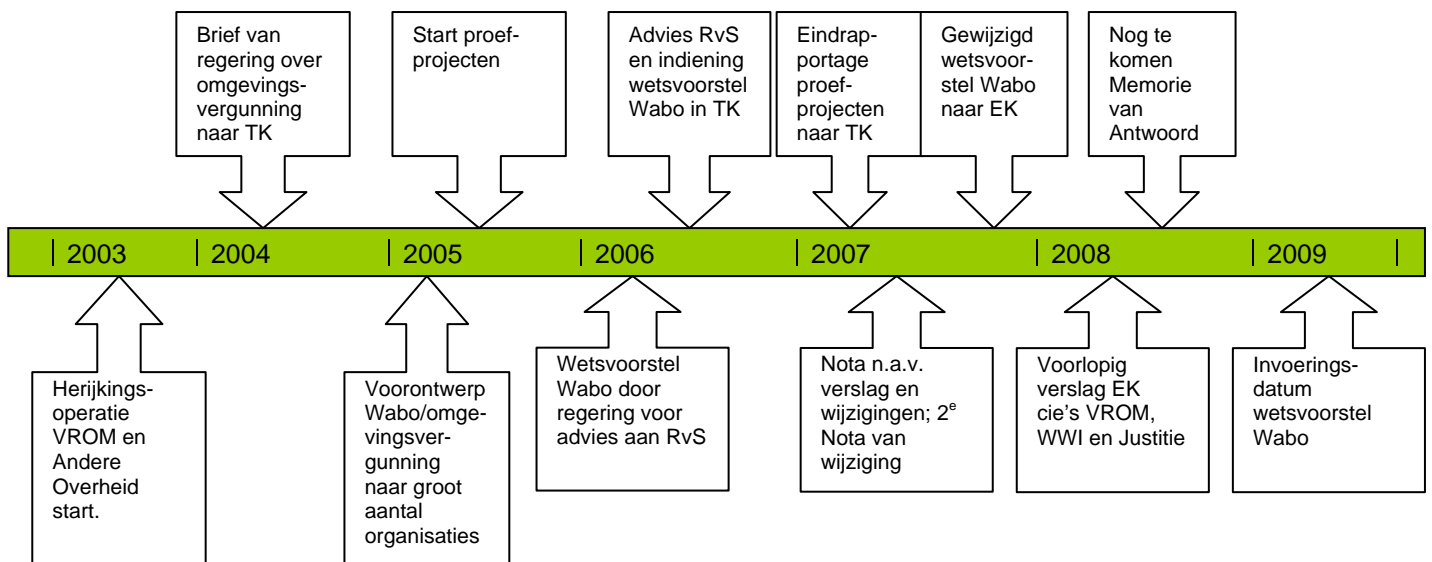 Brief van
regering over
omgevings-
vergunning
naar TK
Start proef-
projecten
Advies RvS
en indiening
wetsvoorstel
Wabo in TK
Eindrap-
portage
proef-
projecten
naar TK
Gewijzigd
wetsvoor-
stel Wabo
naar EK
Nog te
komen
Memorie
van
Antwoord
2003
2004
2005
2006
2007
2008
2009
Herijkings-
operatie
VROM en
Andere
Overheid
start.
Voorontwerp
Wabo/omge-
vingsver-
gunning
naar groot
aantal
organisaties
Wetsvoorstel
Wabo door
regering voor
advies aan RvS
Nota n.a.v.
verslag en
wijzigingen; 2e
Nota van
wijziging
Voorlopig
verslag EK
cie's VROM,
WWI en Justitie
Invoerings-
datum
wetsvoorstel
Wabo